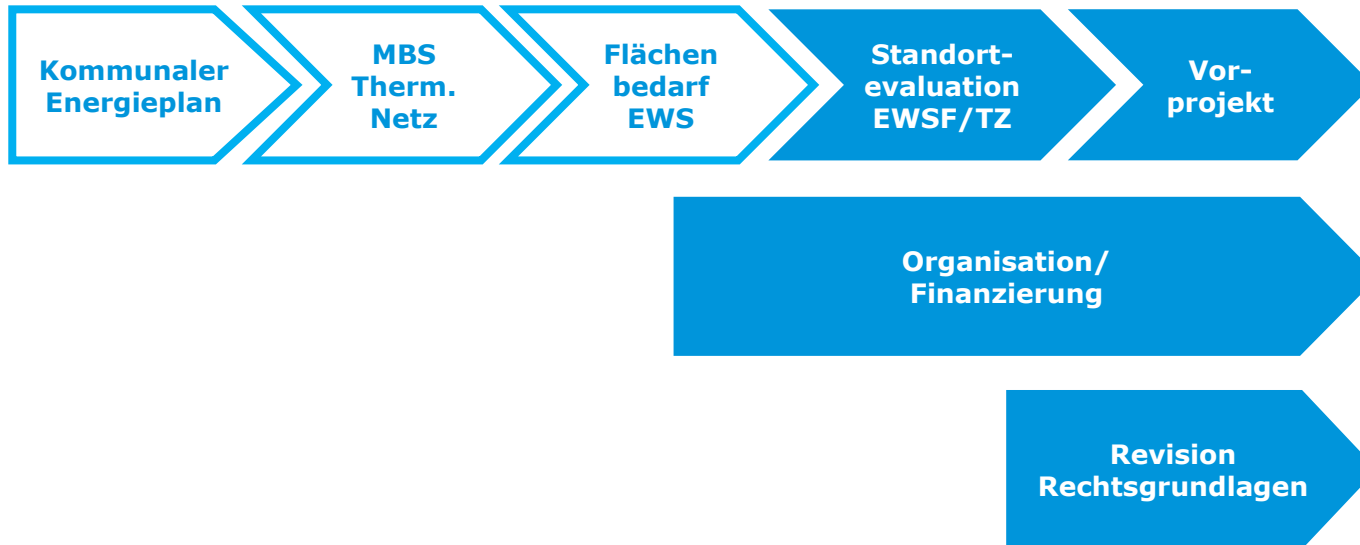 Kommunaler
Energieplan
MBS
Therm.
Netz
Flächen
bedarf
EWS
Standort-
evaluation
EWSF/TZ
Vor-
projekt
Organisation/
Finanzierung
Revision
Rechtsgrundlagen